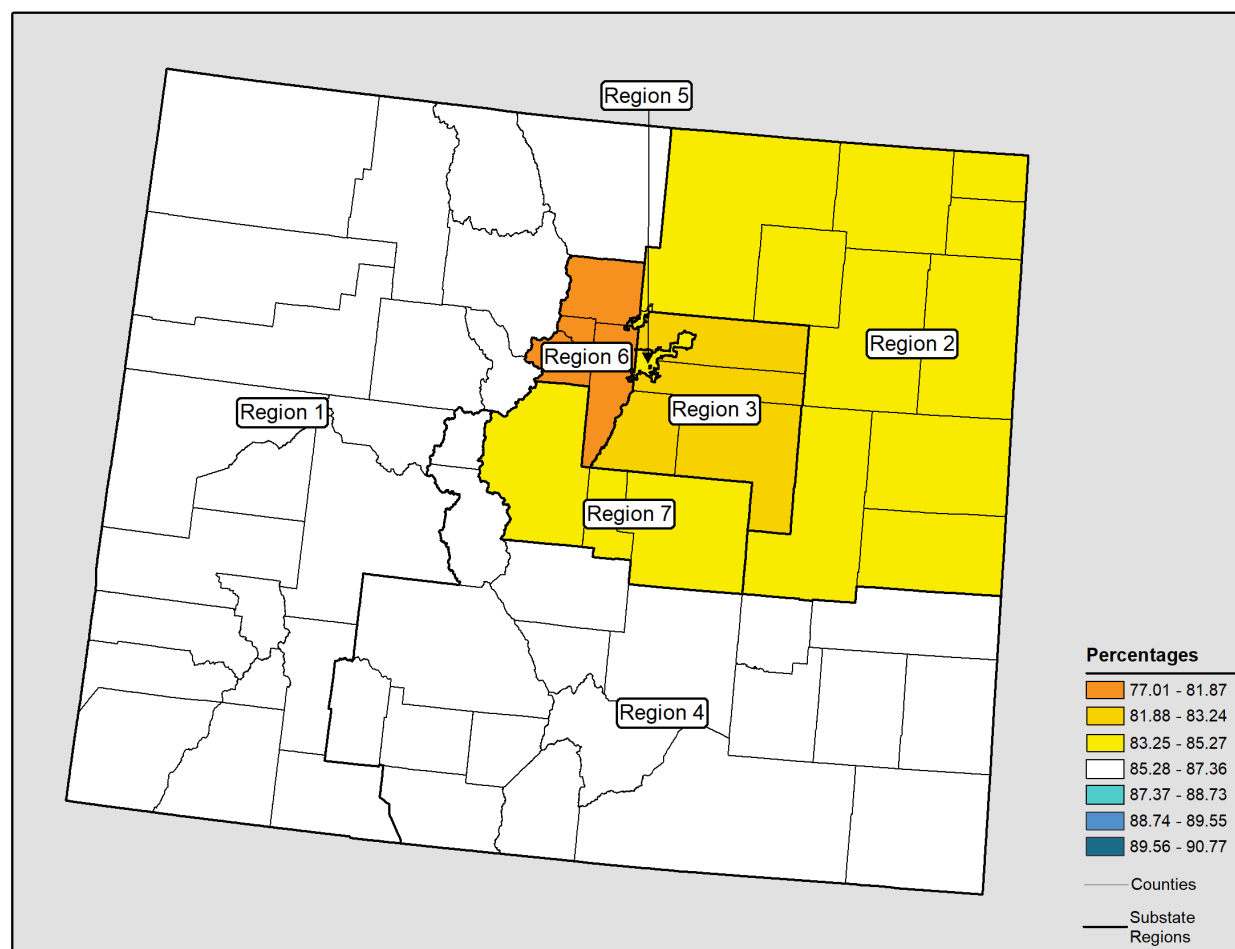 Region 5
Region 2
Region 6
Region 1
Region 3
Region 7
Region 4
Percentages
77.01 - 81.87
81.88 - 83.24
83.25 - 85.27
85.28 - 87.36
87.37 - 88.73
88.74 - 89.55
89.56 - 90.77
Counties
Substate
Regions